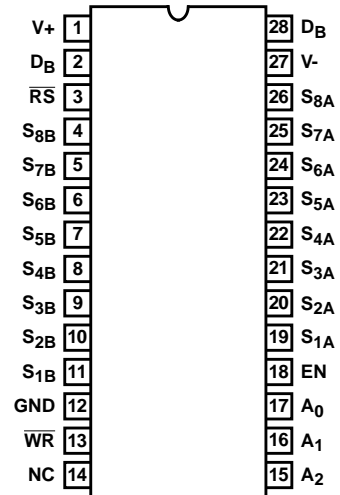 V+ 1 28 D_B
D_B 2 27 V-
R̅S̅ 3 26 S_8A
S_8B 4 25 S_7A
S_7B 5 24 S_6A
S_6B 6 23 S_5A
S_5B 7 22 S_4A
S_4B 8 21 S_3A
S_3B 9 20 S_2A
S_2B 10 19 S_1A
S_1B 11 18 EN
GND 12 17 A_0
W̅R̅ 13 16 A_1
NC 14 15 A_2